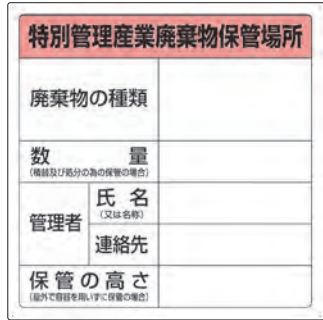 特別管理産業廃棄物保管場所
廃棄物の種類
数量
(積替及び処分の為の保管の場合)
管理者
氏名
(又は名称)
連絡先
保管の高さ
(屋外で容器を用いずに保管の場合)